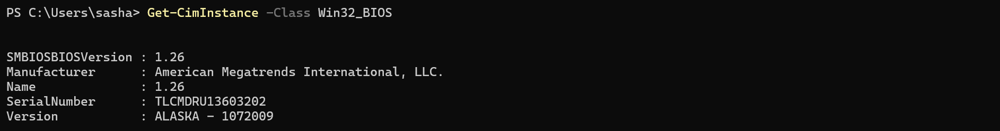 PS C:\Users\sasha> Get-CimInstance -Class Win32_BIOS
SMBIOSBIOSVersion : 1.26
Manufacturer      : American Megatrends International, LLC.
Name              : 1.26
SerialNumber      : TLCMDRU13603202
Version           : ALASKA - 1072009